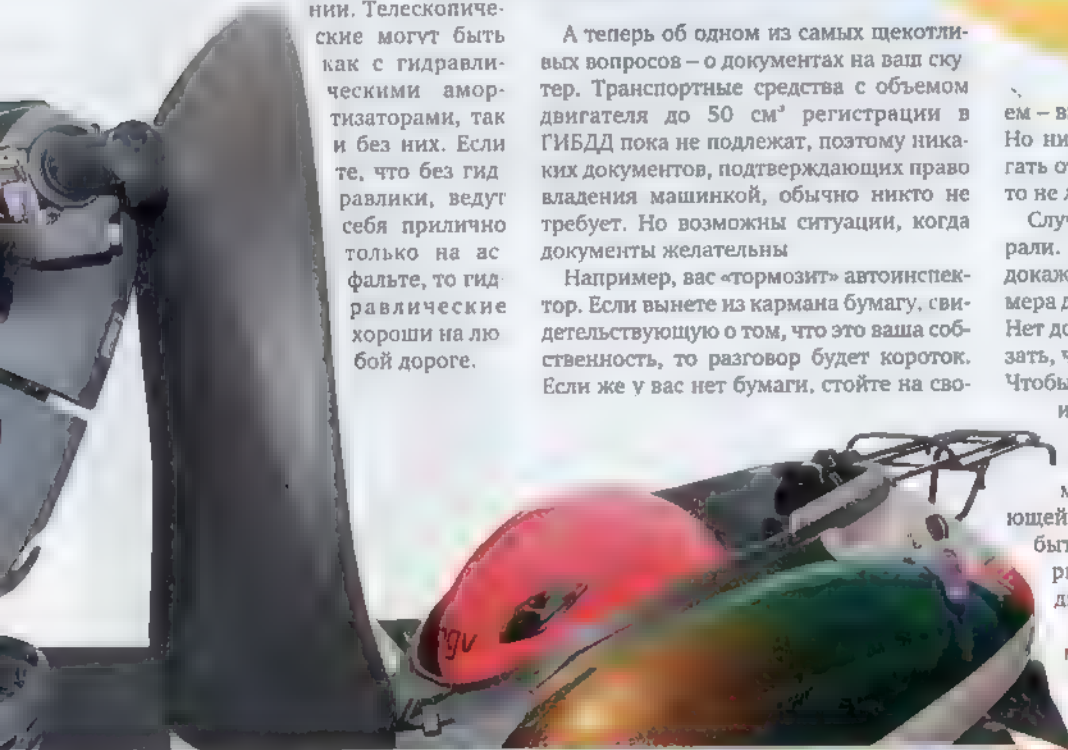 нии. Телескопиче-
ские могут быть
как с гидравли-
ческими амор-
тизаторами, так
и без них. Если
те, что без гид
равлики, ведут
себя прилично
только на ас
фальте, то гид
равлические
хороши на лю
бой дороге.
А теперь об одном из самых щекотли-
вых вопросов – о документах на ваш ску
тер. Транспортные средства с объемом
двигателя до 50 см³ регистрации в
ГИБДД пока не подлежат, поэтому ника-
ких документов, подтверждающих право
владения машинкой, обычно никто не
требует. Но возможны ситуации, когда
документы желательны
Например, вас «тормозит» автоинспек-
тор. Если вынете из кармана бумагу, сви-
детельствующую о том, что это ваша соб-
ственность, то разговор будет короток.
Если же у вас нет бумаги, стойте на сво-
ем –
Но
гать
то не
рали.
Нет
зать,
Чтобы
ющей
gv